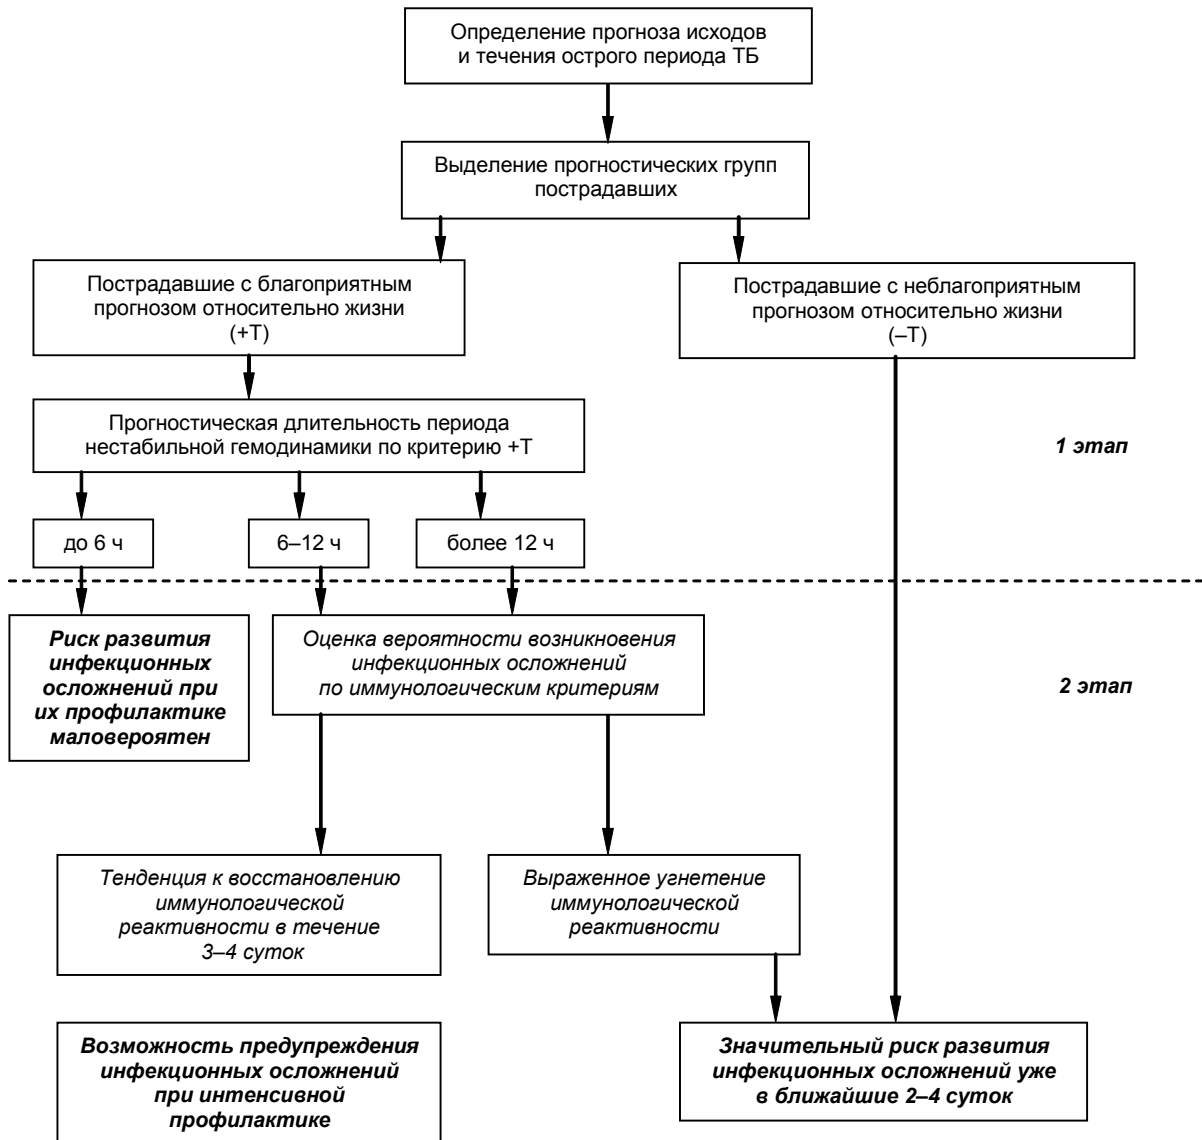 Определение прогноза исходов
и течения острого периода ТБ
Выделение прогностических групп
пострадавших
Пострадавшие с благоприятным
прогнозом относительно жизни
(+Т)
Пострадавшие с неблагоприятным
прогнозом относительно жизни
(–Т)
Прогностическая длительность периода
нестабильной гемодинамики по критерию +Т
1 этап
до 6 ч
6–12 ч
более 12 ч
Риск развития
инфекционных
осложнений при
их профилактике
маловероятен
Оценка вероятности возникновения
инфекционных осложнений
по иммунологическим критериям
2 этап
Тенденция к восстановлению
иммунологической
реактивности в течение
3–4 суток
Выраженное угнетение
иммунологической
реактивности
Возможность предупреждения
инфекционных осложнений
при интенсивной
профилактике
Значительный риск развития
инфекционных осложнений уже
в ближайшие 2–4 суток